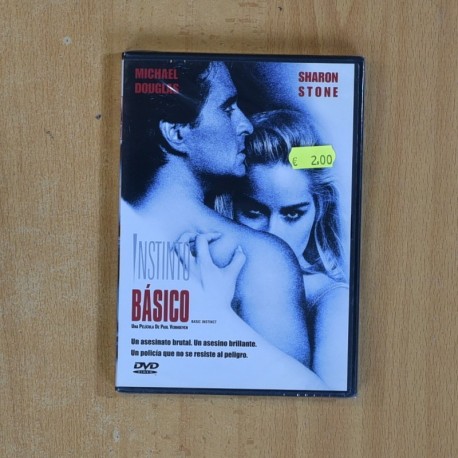 MICHAEL
DOUGLAS
SHARON
STONE
€ 2,00
INSTINTO
BÁSICO
BASIC INSTINCT
UNA PELÍCULA DE PAUL VERHOEVEN
Un asesinato brutal. Un asesino brillante.
Un policía que no se resiste al peligro.
DVD
VIDEO